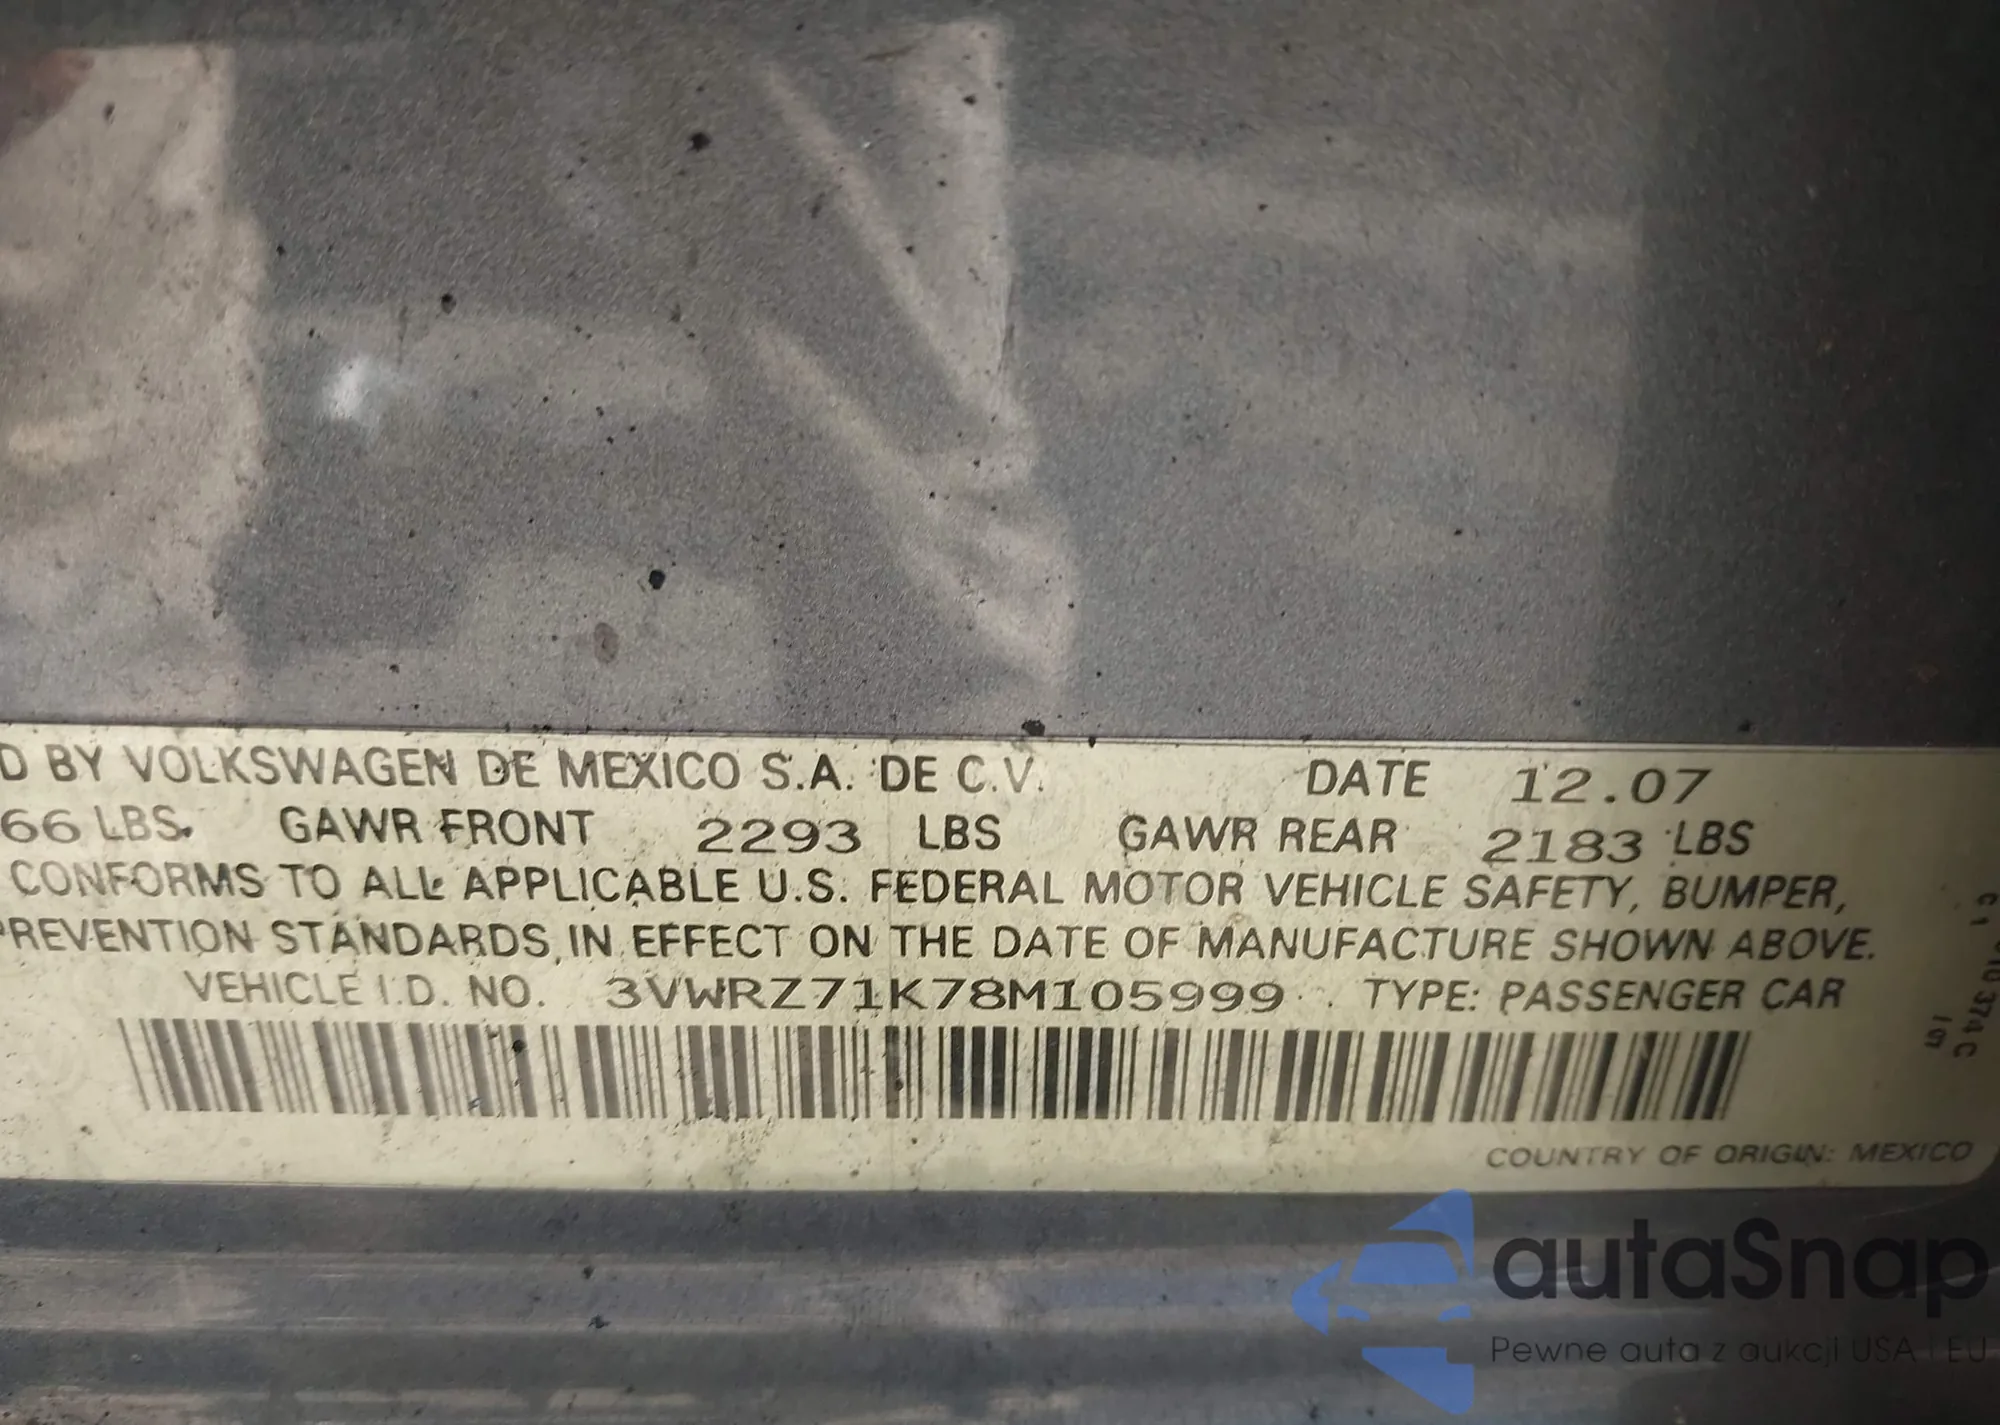 D BY VOLKSWAGEN DE MEXICO S.A. DE C.V. DATE 12.07
66 LBS. GAWR FRONT 2293 LBS GAWR REAR 2183 LBS
CONFORMS TO ALL APPLICABLE U.S. FEDERAL MOTOR VEHICLE SAFETY, BUMPER,
PREVENTION STANDARDS, IN EFFECT ON THE DATE OF MANUFACTURE SHOWN ABOVE.
VEHICLE I.D. NO. 3VWRZ71K78M105999 TYPE: PASSENGER CAR
COUNTRY OF ORIGIN: MEXICO
autaSnap
Pewne auta z aukcji USA i EU